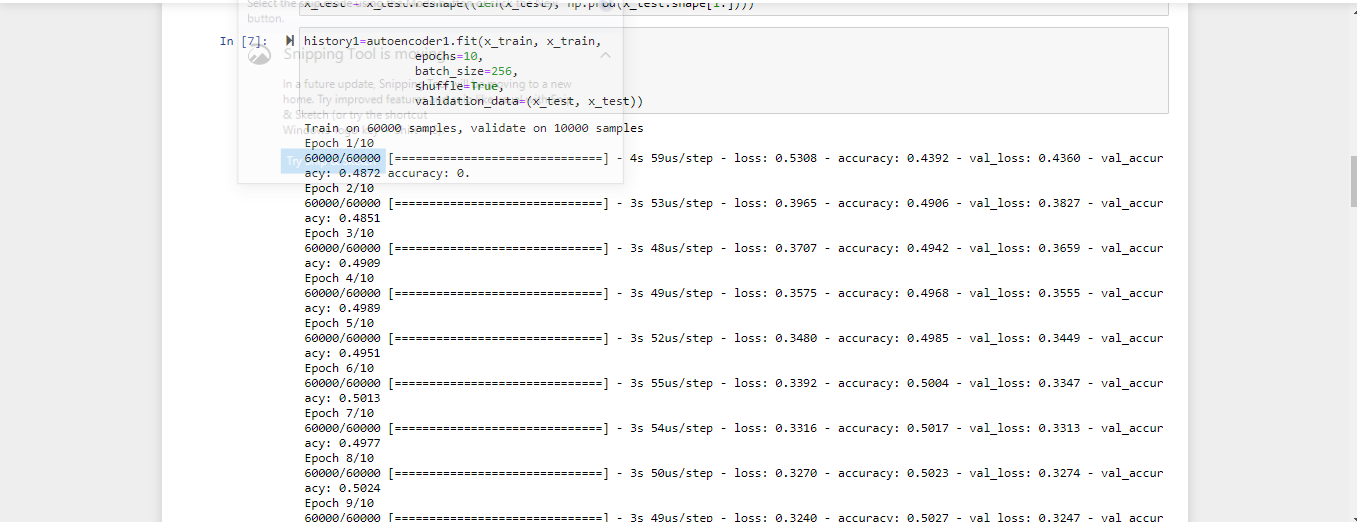 x_test = x_test.reshape((len(x_test), np.prod(x_test.shape[1:])))
button.
In [7]: history1=autoencoder1.fit(x_train, x_train,
Snipping Tool is moving
epochs=10,
In a future update, Snipping Tool will be moving to a new
batch_size=256,
home. Try improved features
shuffle=True,
validation_data=(x_test, x_test))
& Sketch (or try the shortcut
Train on 60000 samples, validate on 10000 samples
Epoch 1/10
Try
60000/60000 [==============================] - 4s 59us/step - loss: 0.5308 - accuracy: 0.4392 - val_loss: 0.4360 - val_accur
acy: 0.4872 accuracy: 0.
Epoch 2/10
60000/60000 [==============================] - 3s 53us/step - loss: 0.3965 - accuracy: 0.4906 - val_loss: 0.3827 - val_accur
acy: 0.4851
Epoch 3/10
60000/60000 [==============================] - 3s 48us/step - loss: 0.3707 - accuracy: 0.4942 - val_loss: 0.3659 - val_accur
acy: 0.4909
Epoch 4/10
60000/60000 [==============================] - 3s 49us/step - loss: 0.3575 - accuracy: 0.4968 - val_loss: 0.3555 - val_accur
acy: 0.4989
Epoch 5/10
60000/60000 [==============================] - 3s 52us/step - loss: 0.3480 - accuracy: 0.4985 - val_loss: 0.3449 - val_accur
acy: 0.4951
Epoch 6/10
60000/60000 [==============================] - 3s 55us/step - loss: 0.3392 - accuracy: 0.5004 - val_loss: 0.3347 - val_accur
acy: 0.5013
Epoch 7/10
60000/60000 [==============================] - 3s 54us/step - loss: 0.3316 - accuracy: 0.5017 - val_loss: 0.3313 - val_accur
acy: 0.4977
Epoch 8/10
60000/60000 [==============================] - 3s 50us/step - loss: 0.3270 - accuracy: 0.5023 - val_loss: 0.3274 - val_accur
acy: 0.5024
Epoch 9/10
60000/60000 [==============================] - 3s 49us/step - loss: 0.3240 - accuracy: 0.5027 - val_loss: 0.3247 - val_accur